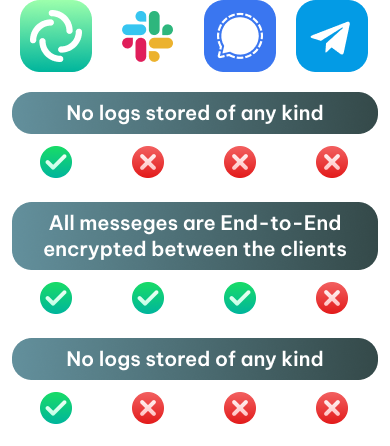 No logs stored of any kind
All messeges are End-to-End
encrypted between the clients
No logs stored of any kind